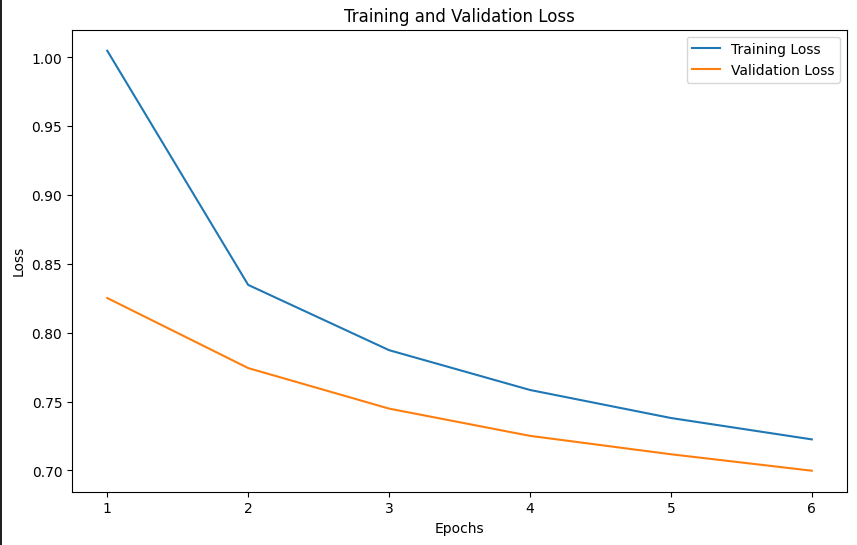 Training and Validation Loss
Training Loss
Validation Loss
1.00
0.95
0.90
0.85
0.80
0.75
0.70
Loss
1 2 3 4 5 6
Epochs